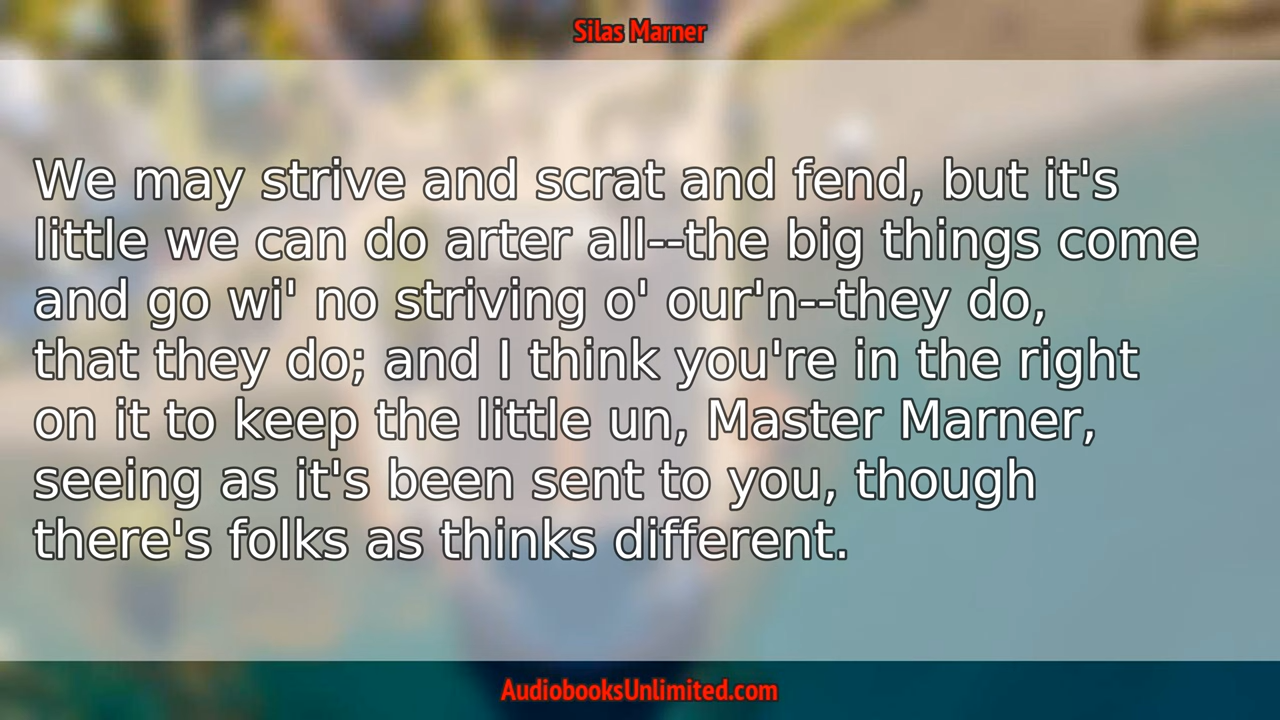 Silas Marner
We may strive and scrat and fend, but it's
little we can do arter all--the big things come
and go wi' no striving o' our'n--they do,
that they do; and I think you're in the right
on it to keep the little un, Master Marner,
seeing as it's been sent to you, though
there's folks as thinks different.
AudiobooksUnlimited.com